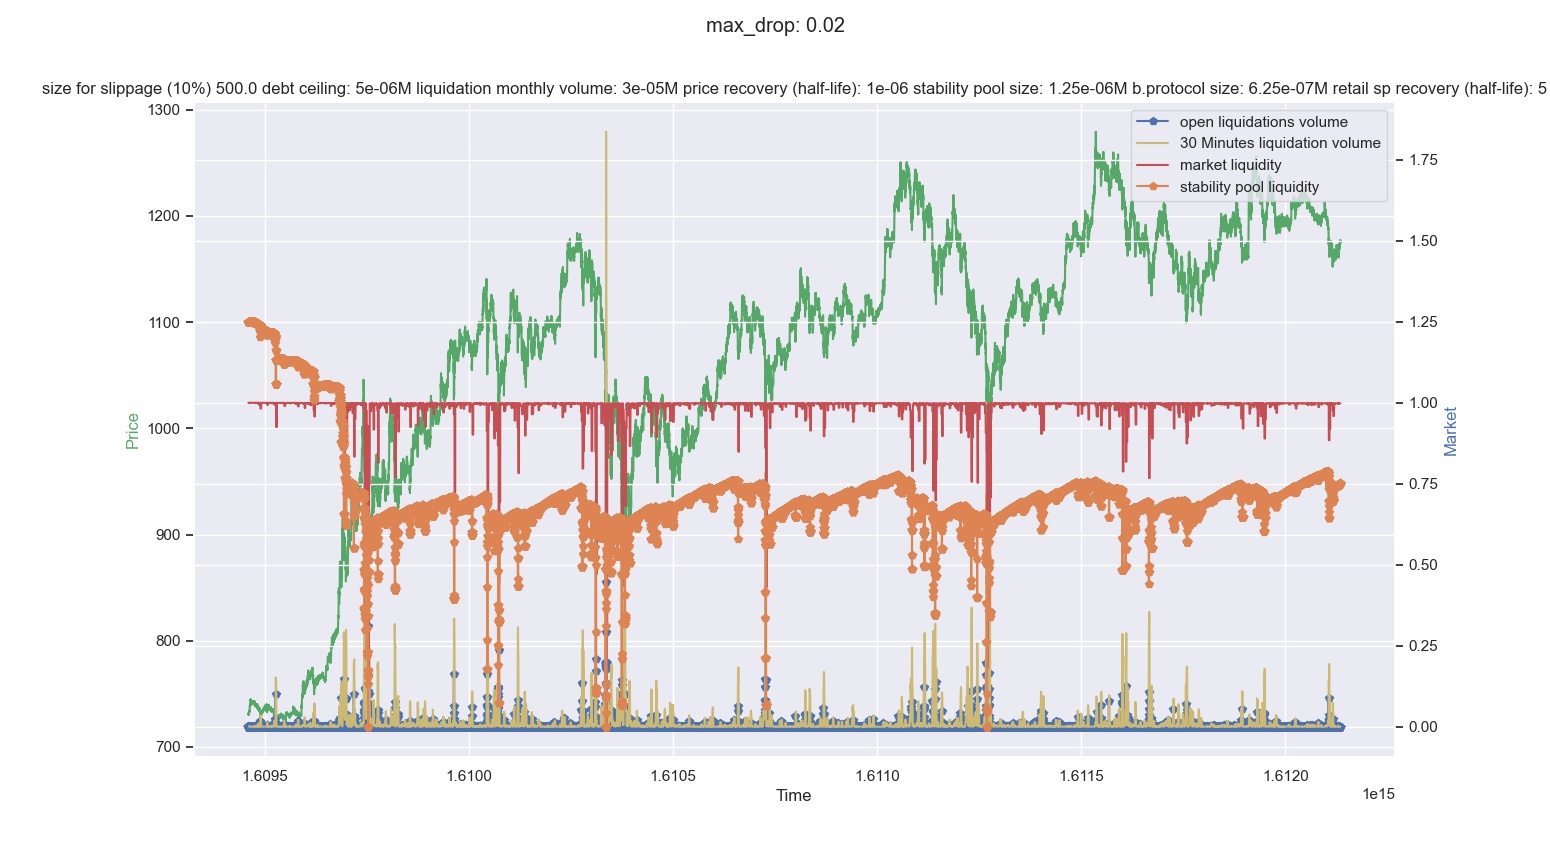 max_drop: 0.02
size for slippage (10%) 500.0 debt ceiling: 5e-06M liquidation monthly volume: 3e-05M price recovery (half-life): 1e-06 stability pool size: 1.25e-06M b.protocol size: 6.25e-07M retail sp recovery (half-life): 5
open liquidations volume
30 Minutes liquidation volume
market liquidity
stability pool liquidity
1300
1200
1100
1000
900
800
700
Price
1.75
1.50
1.25
1.00
0.75
0.50
0.25
0.00
Market
1.6095
1.6100
1.6105
1.6110
1.6115
1.6120
1e15
Time